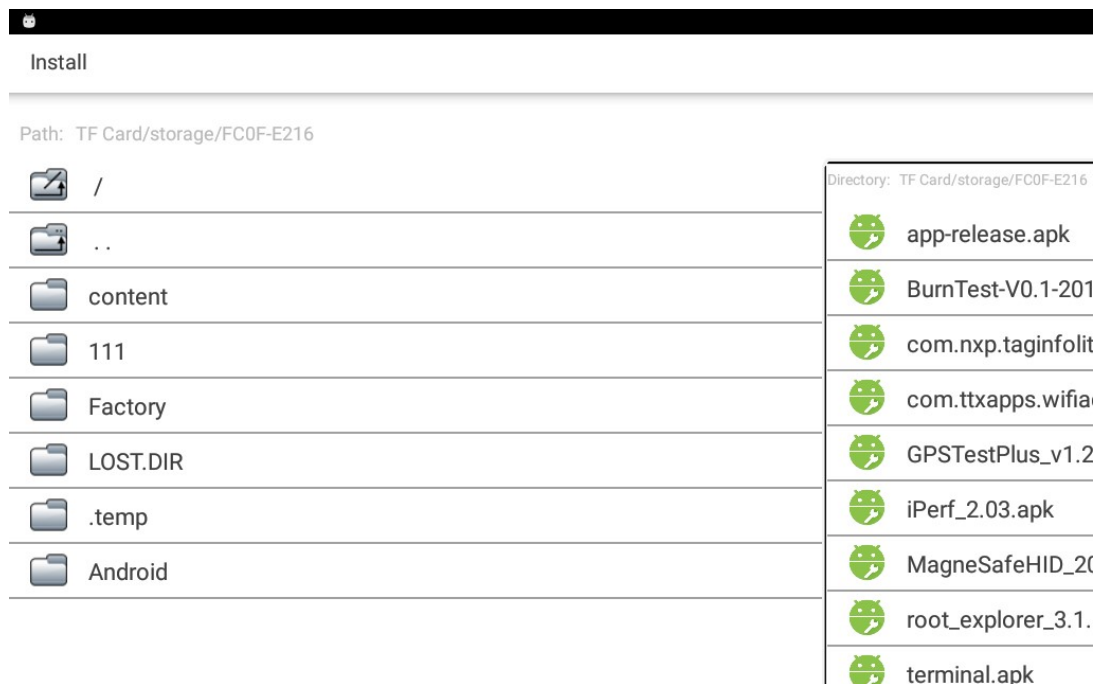 Install
Path: TF Card/storage/FC0F-E216
/
..
content
111
Factory
LOST.DIR
.temp
Android
Directory: TF Card/storage/FC0F-E216
app-release.apk
BurnTest-V0.1-201
com.nxp.taginfolit
com.ttxapps.wifia
GPSTestPlus_v1.2
iPerf_2.03.apk
MagneSafeHID_20
root_explorer_3.1.
terminal.apk